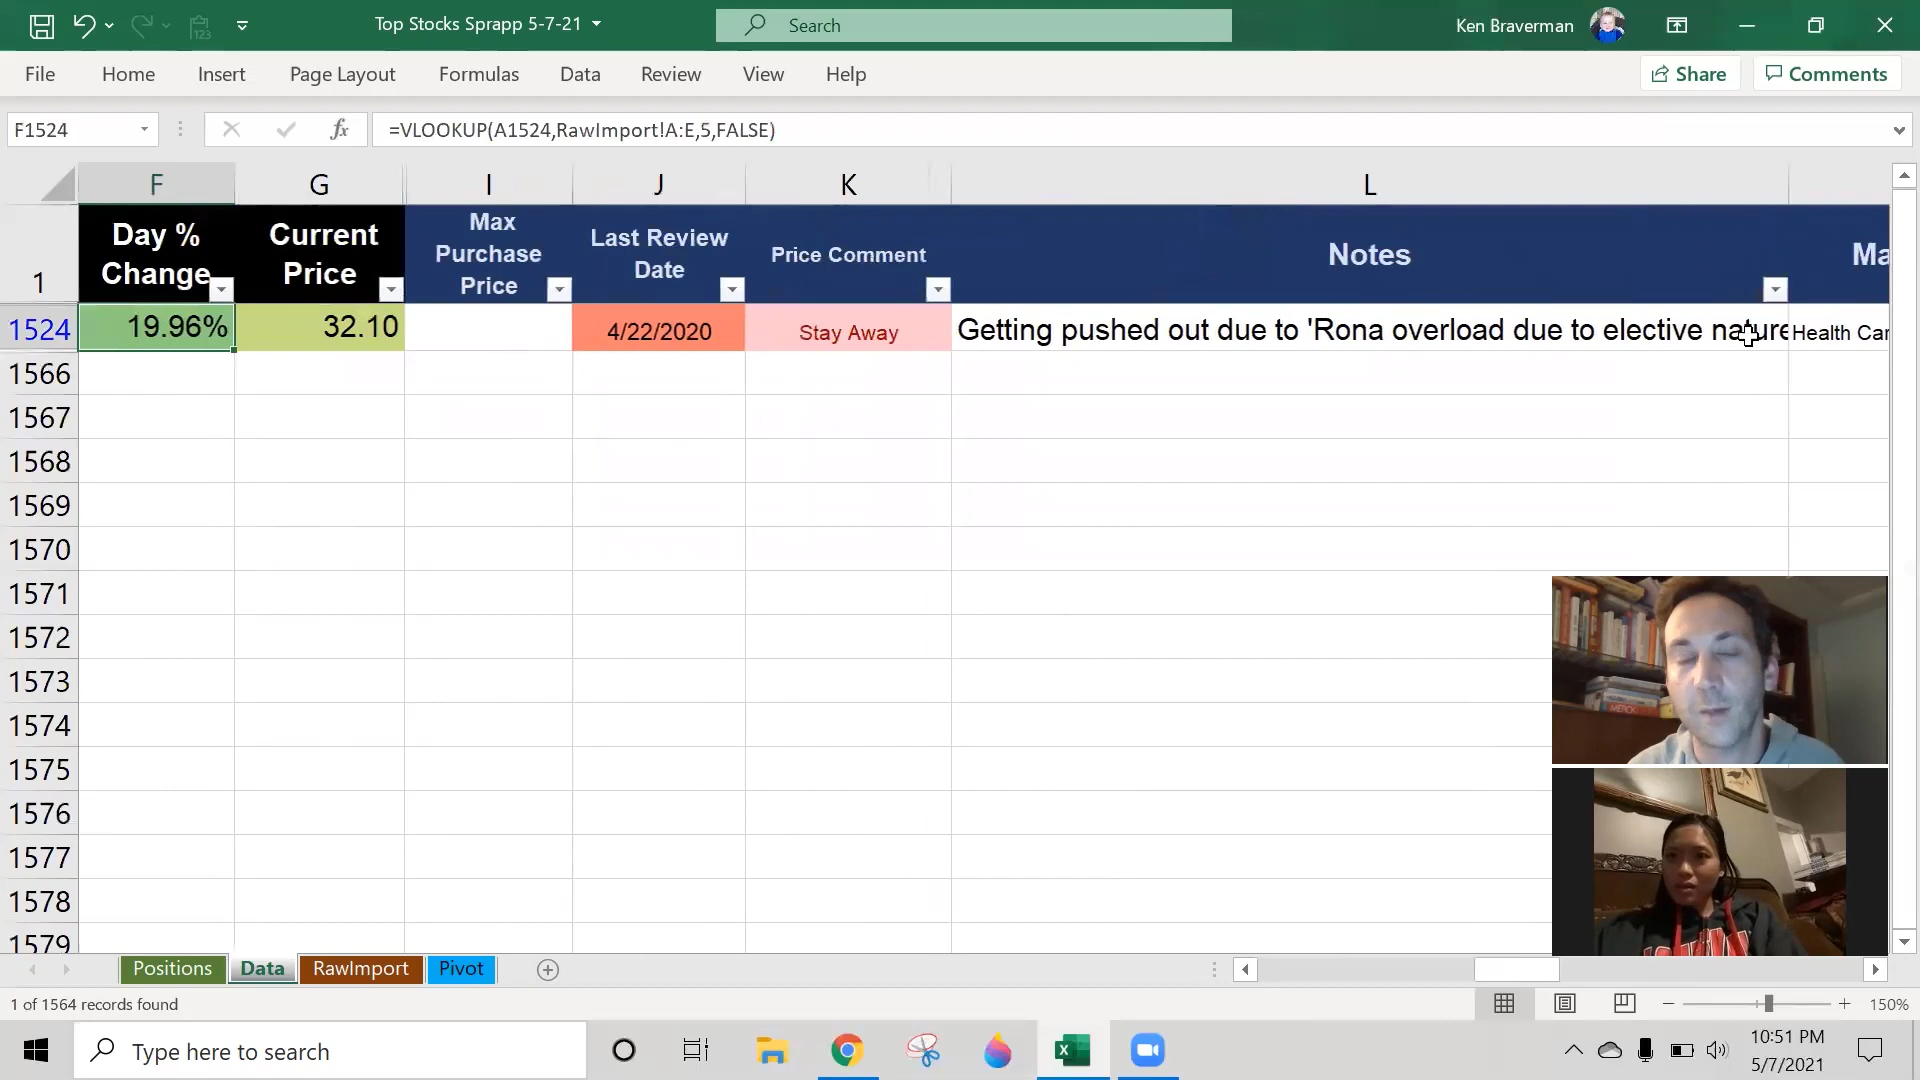 Top Stocks Sprapp 5-7-21
Search
Ken Braverman
File Home Insert Page Layout Formulas Data Review View Help
Share Comments
F1524
fx
=VLOOKUP(A1524,RawImport!A:E,5,FALSE)
F G I J K L
1
Day %
Change
Current
Price
Max
Purchase
Price
Last Review
Date
Price Comment
Notes
Ma
1524 19.96% 32.10 4/22/2020 Stay Away Getting pushed out due to 'Rona overload due to elective nature Health Car
1566
1567
1568
1569
1570
1571
1572
1573
1574
1575
1576
1577
1578
1579
MERCK
Positions Data RawImport Pivot
1 of 1564 records found
150%
Type here to search
10:51 PM
5/7/2021